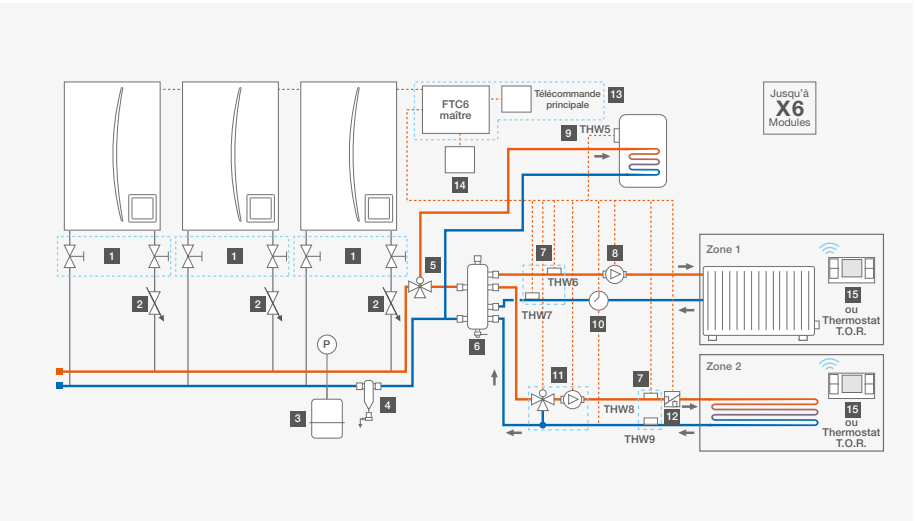 FTC6
maître
Télécommande
principale
13
Jusqu'à
X6
Modules
9
THW5
14
1
1
1
5
7
8
Zone 1
THW6
2
2
2
THW7
10
15
ou
Thermostat
T.O.R.
P
6
3
4
11
7
Zone 2
THW8
12
15
ou
Thermostat
T.O.R.
THW9